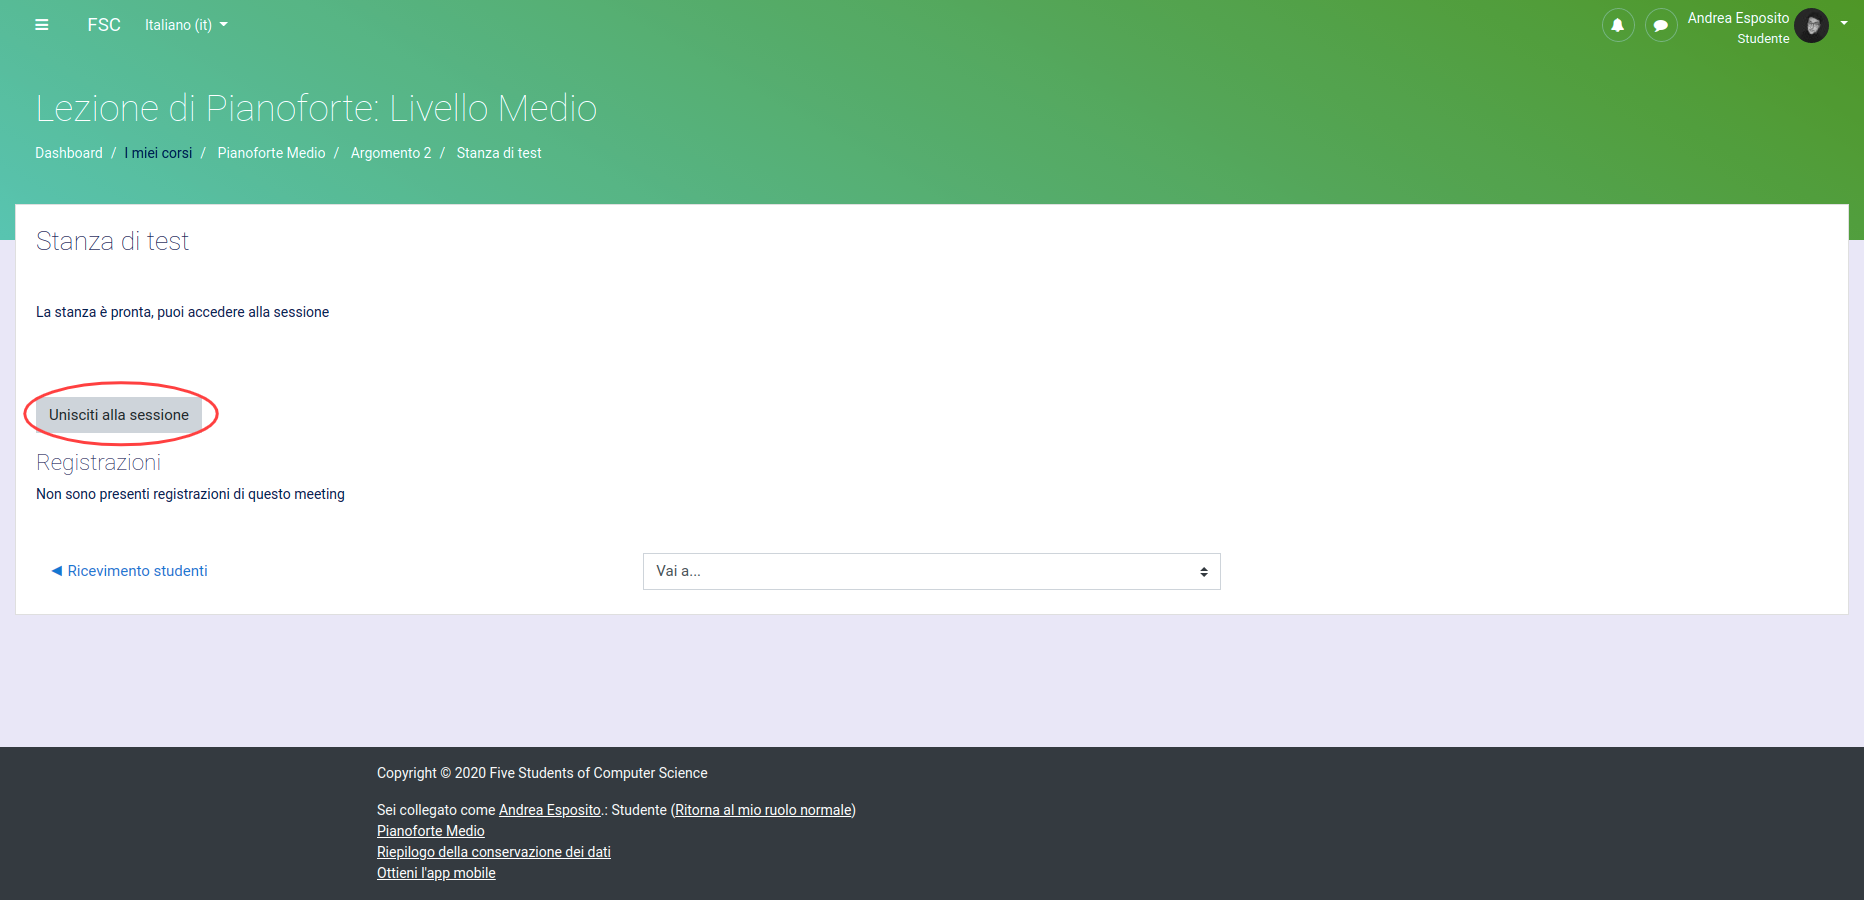 FSC
Italiano (it)
Andrea Esposito
Studente
Lezione di Pianoforte: Livello Medio
Dashboard / I miei corsi / Pianoforte Medio / Argomento 2 / Stanza di test
Stanza di test
La stanza è pronta, puoi accedere alla sessione
Unisciti alla sessione
Registrazioni
Non sono presenti registrazioni di questo meeting
◀ Ricevimento studenti
Vai a...
Copyright © 2020 Five Students of Computer Science
Sei collegato come Andrea Esposito.: Studente (Ritorna al mio ruolo normale)
Pianoforte Medio
Riepilogo della conservazione dei dati
Ottieni l'app mobile